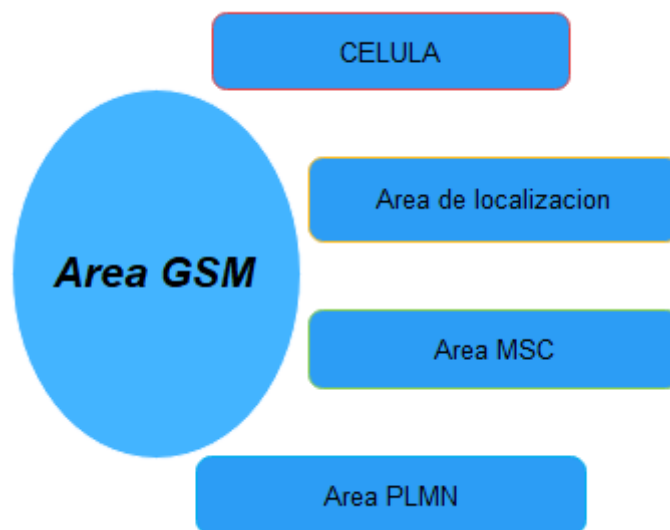 CELULA
Area de localizacion
Area GSM
Area MSC
Area PLMN